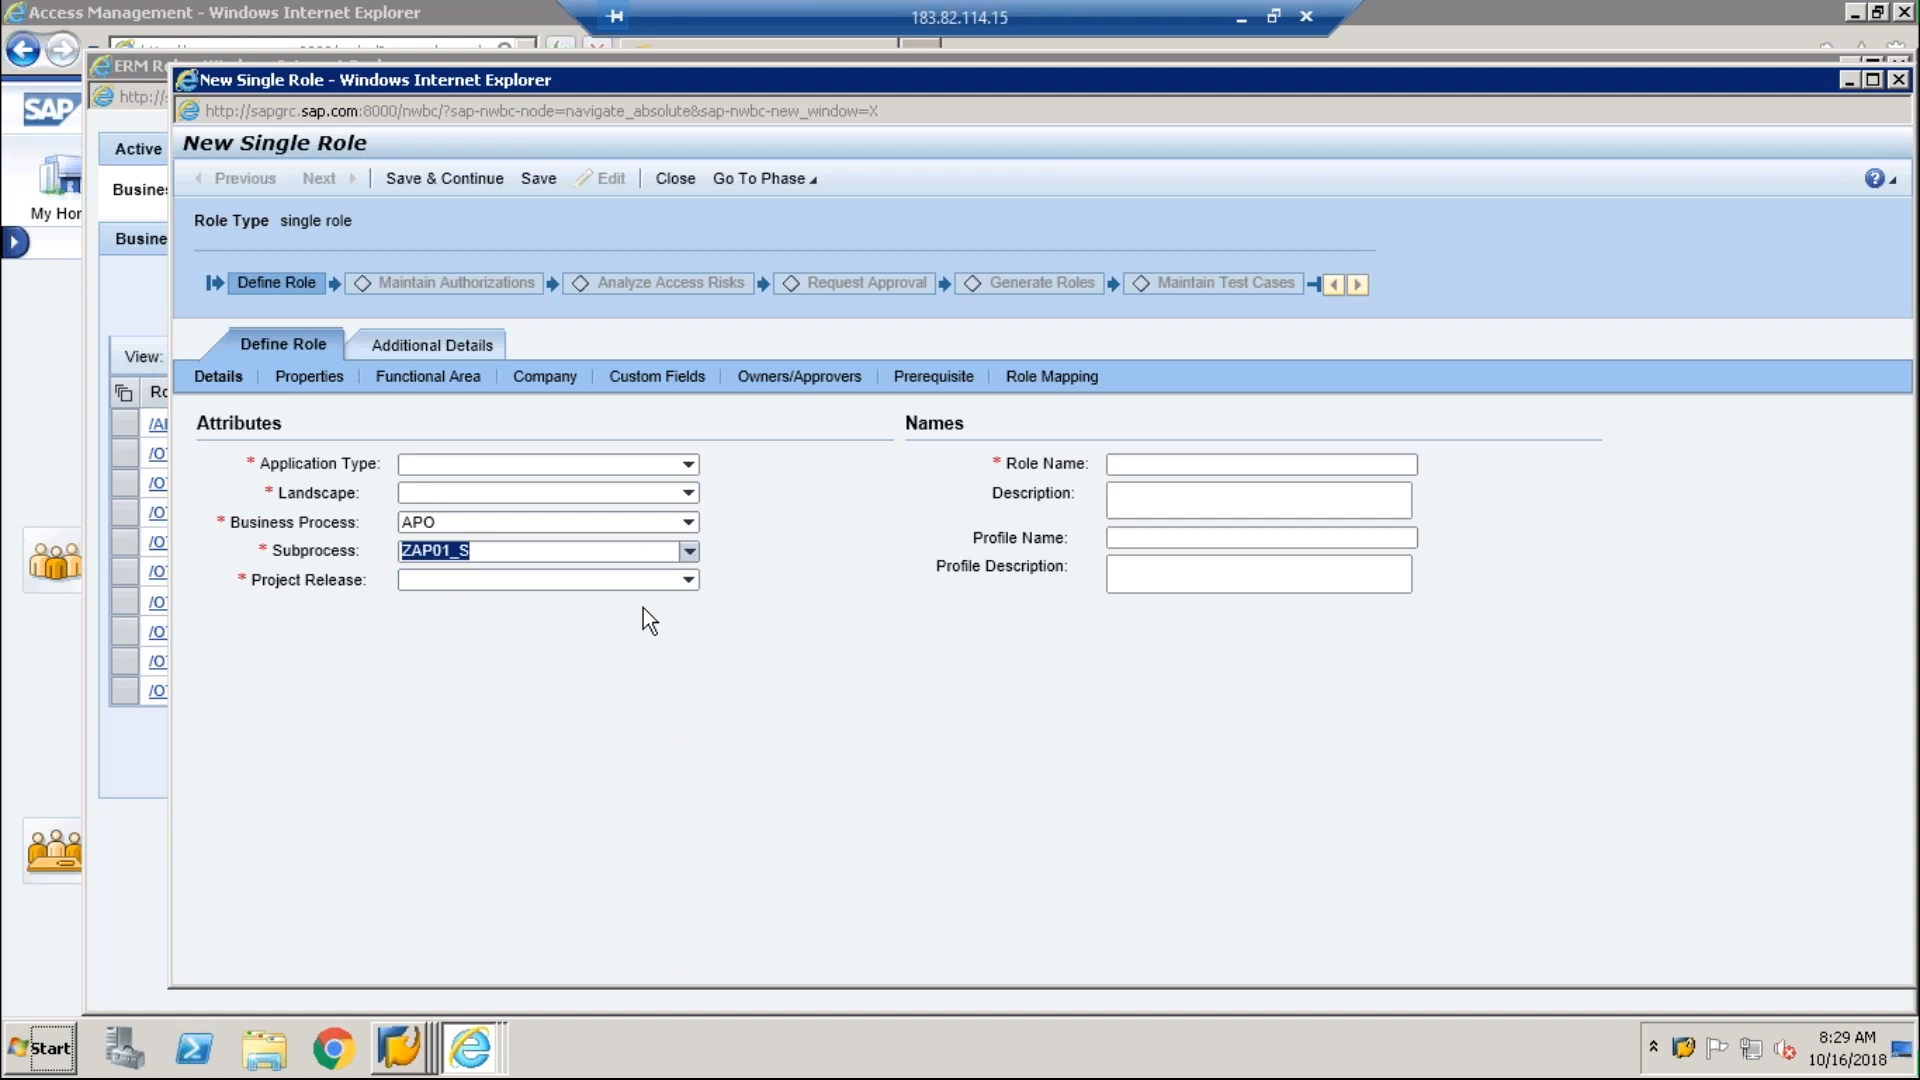 Access Management - Windows Internet Explorer
183.82.114.15
ERM R
New Single Role - Windows Internet Explorer
http://
http://sapgrc.sap.com:8000/nwbc/?sap-nwbc-node=navigate_absolute&sap-nwbc-new_window=X
SAP
New Single Role
Active
Previous Next Save & Continue Save Edit Close Go To Phase
Busine
My Hor
Role Type single role
Busine
Define Role Maintain Authorizations Analyze Access Risks Request Approval Generate Roles Maintain Test Cases
View:
Define Role Additional Details
Details Properties Functional Area Company Custom Fields Owners/Approvers Prerequisite Role Mapping
Attributes Names
* Application Type: * Role Name:
* Landscape: Description:
* Business Process: APO
* Subprocess: ZAP01_S Profile Name:
* Project Release: Profile Description:
Start
8:29 AM
10/16/2018